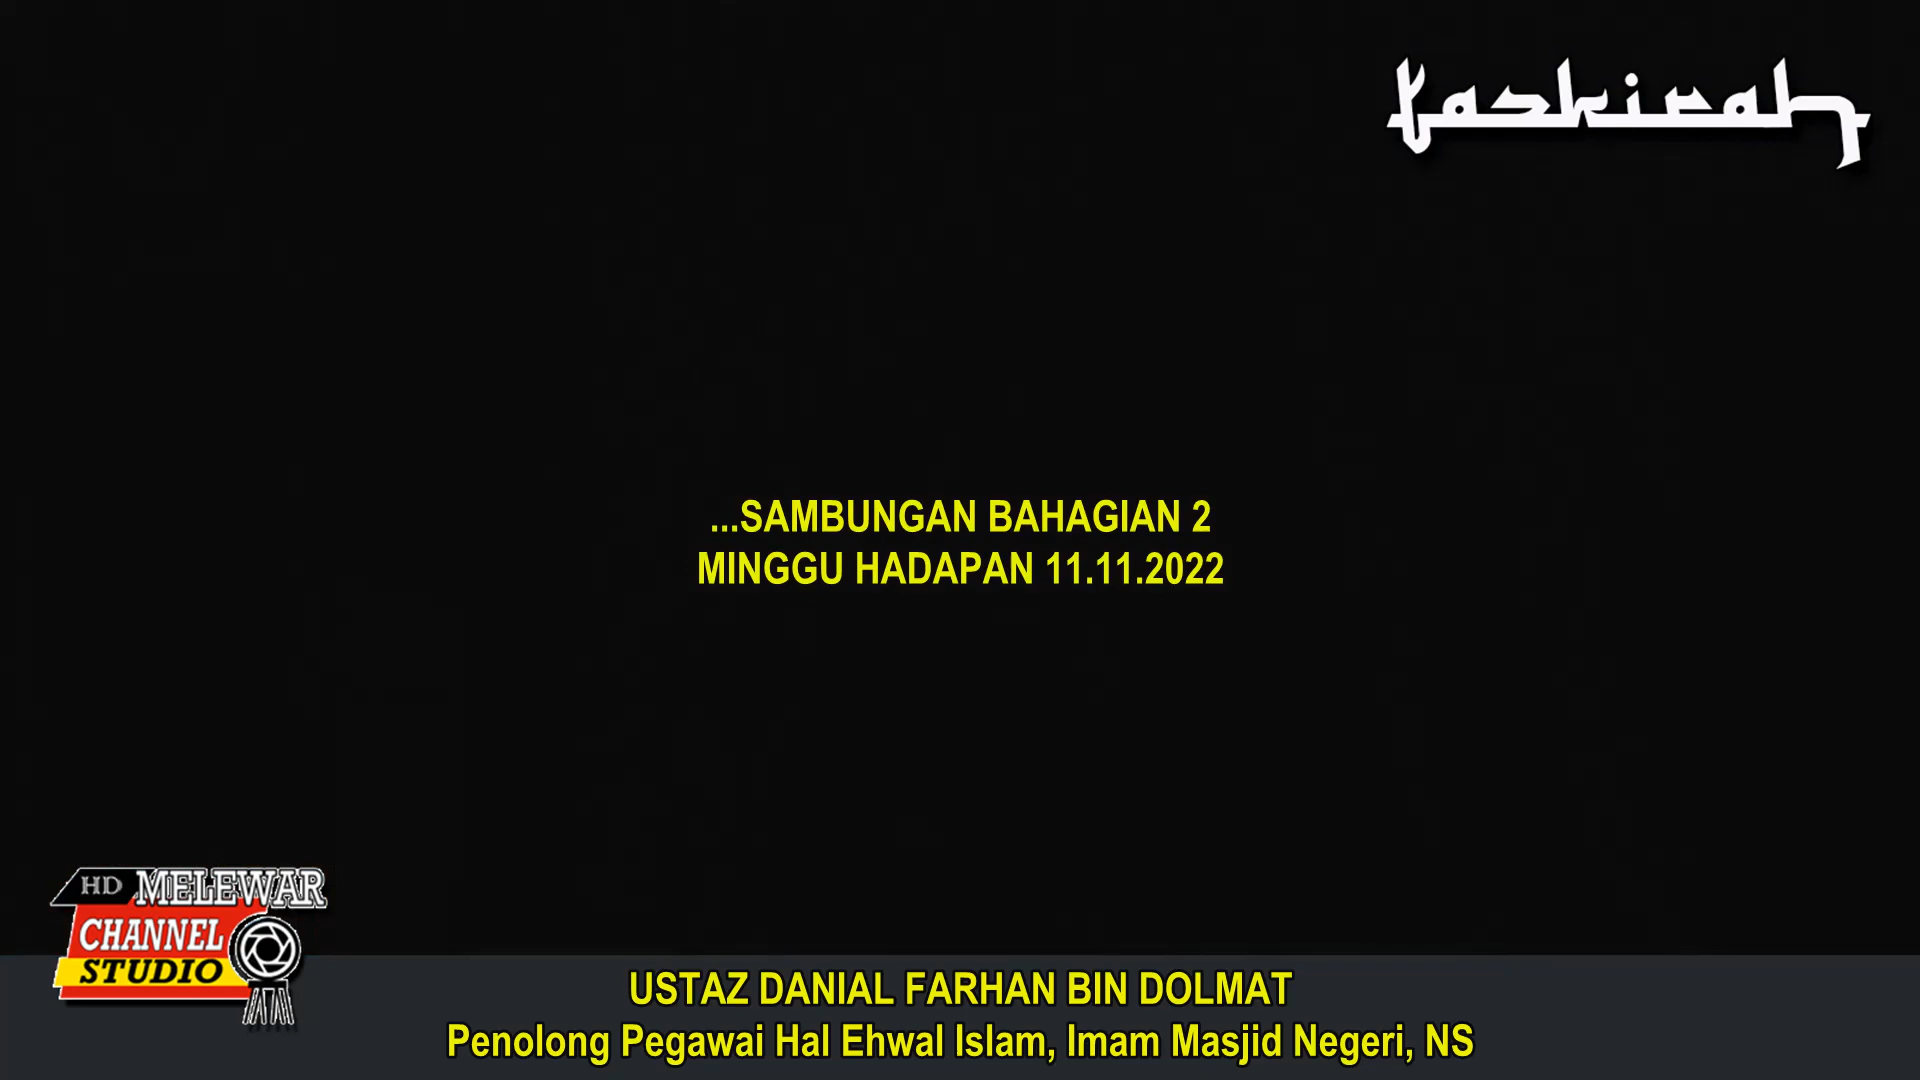 tazkirah
...SAMBUNGAN BAHAGIAN 2
MINGGU HADAPAN 11.11.2022
HD MELEWAR
CHANNEL
STUDIO
USTAZ DANIAL FARHAN BIN DOLMAT
Penolong Pegawai Hal Ehwal Islam, Imam Masjid Negeri, NS